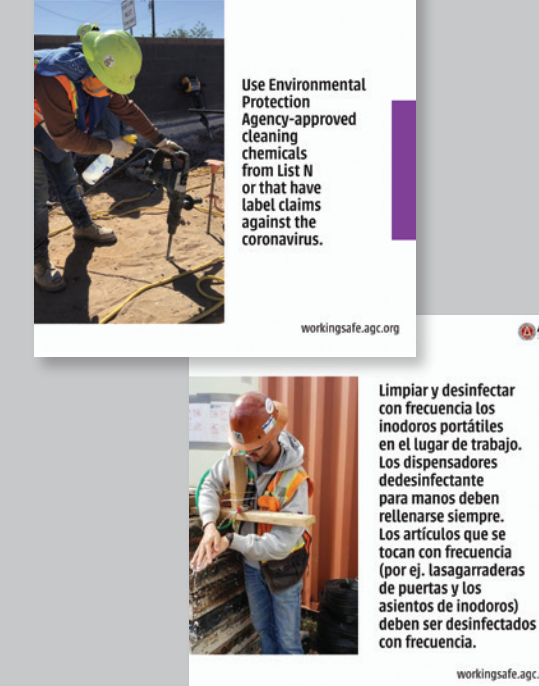 Use Environmental
Protection
Agency-approved
cleaning
chemicals
from List N
or that have
label claims
against the
coronavirus.
workingsafe.agc.org
Limpiar y desinfectar
con frecuencia los
inodoros portátiles
en el lugar de trabajo.
Los dispensadores
dedesinfectante
para manos deben
rellenarse siempre.
Los artículos que se
tocan con frecuencia
(por ej. lasagarraderas
de puertas y los
asientos de inodoros)
deben ser desinfectados
con frecuencia.
workingsafe.agc.